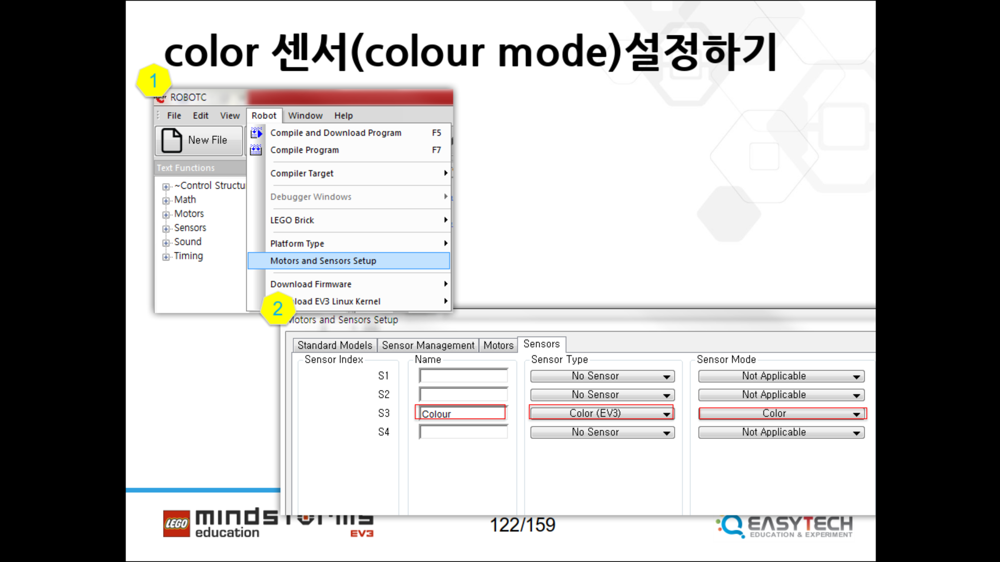 color 센서(colour mode)설정하기
1
ROBOTC
File Edit View Robot Window Help
New File
Compile and Download Program F5
Compile Program F7
Compiler Target
Debugger Windows
LEGO Brick
Platform Type
Motors and Sensors Setup
Download Firmware
load EV3 Linux Kernel
Text Functions
~Control Structu
Math
Motors
Sensors
Sound
Timing
2
Motors and Sensors Setup
Standard Models Sensor Management Motors Sensors
Sensor Index Name Sensor Type Sensor Mode
S1 No Sensor Not Applicable
S2 No Sensor Not Applicable
S3 Colour Color (EV3) Color
S4 No Sensor Not Applicable
LEGO mindstorms
education EV3
122/159
EASYTECH
EDUCATION & EXPERIMENT